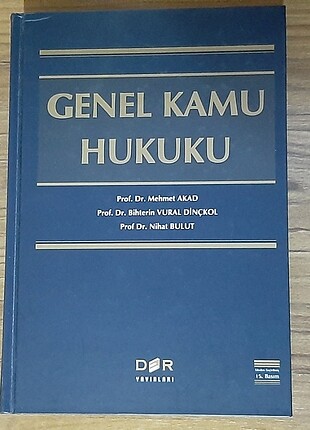 GENEL KAMU
HUKUKU
Prof. Dr. Mehmet AKAD
Prof. Dr. Bihterin VURAL DİNÇKOL
Prof Dr. Nihat BULUT
DER
YAYINLARI
15. Basım